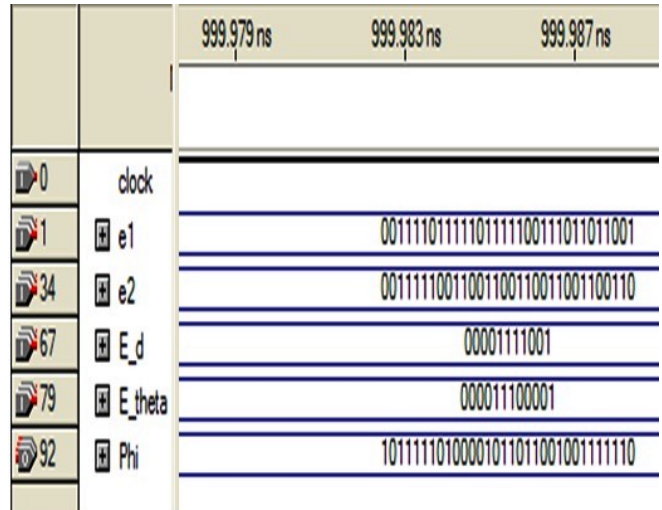 999.979 ns 999.983 ns 999.987 ns
0 clock
1 e1 00111101111101111100111011011001
34 e2 00111110011001100110011001100110
67 E_d 00001111001
79 E_theta 000011100001
92 Phi 10111110100001011011001001111110